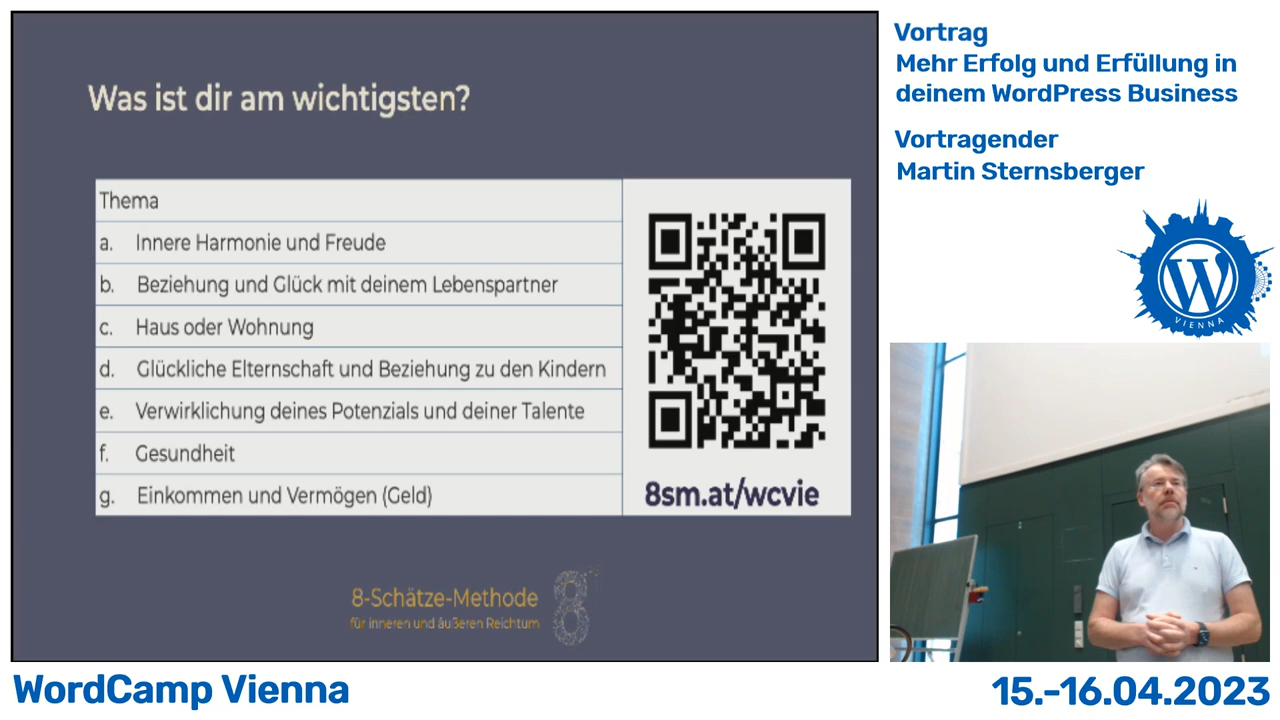 Was ist dir am wichtigsten?
Thema
a. Innere Harmonie und Freude
b. Beziehung und Glück mit deinem Lebenspartner
c. Haus oder Wohnung
d. Glückliche Elternschaft und Beziehung zu den Kindern
e. Verwirklichung deines Potenzials und deiner Talente
f. Gesundheit
g. Einkommen und Vermögen (Geld)
8sm.at/wcvie
8-Schätze-Methode
für inneren und äußeren Reichtum
8
Vortrag
Mehr Erfolg und Erfüllung in
deinem WordPress Business
Vortragender
Martin Sternsberger
W
VIENNA
WordCamp Vienna
15.-16.04.2023